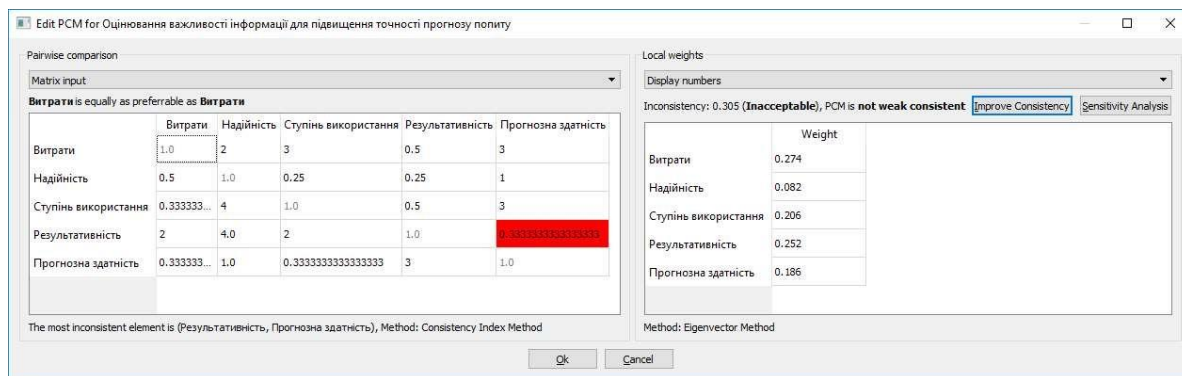 Edit PCM for Оцінювання важливості інформації для підвищення точності прогнозу попиту
Pairwise comparison
Matrix input
Витрати is equally as preferrable as Витрати
Витрати Надійність Ступінь використання Результативність Прогнозна здатність
Витрати 1.0 2 3 0.5 3
Надійність 0.5 1.0 0.25 0.25 1
Ступінь використання 0.333333... 4 1.0 0.5 3
Результативність 2 4.0 2 1.0 0.3333333333333333
Прогнозна здатність 0.333333... 1.0 0.3333333333333333 3 1.0
The most inconsistent element is (Результативність, Прогнозна здатність), Method: Consistency Index Method
Local weights
Display numbers
Inconsistency: 0.305 (Inacceptable), PCM is not weak consistent Improve Consistency Sensitivity Analysis
Weight
Витрати 0.274
Надійність 0.082
Ступінь використання 0.206
Результативність 0.252
Прогнозна здатність 0.186
Method: Eigenvector Method
Ok Cancel